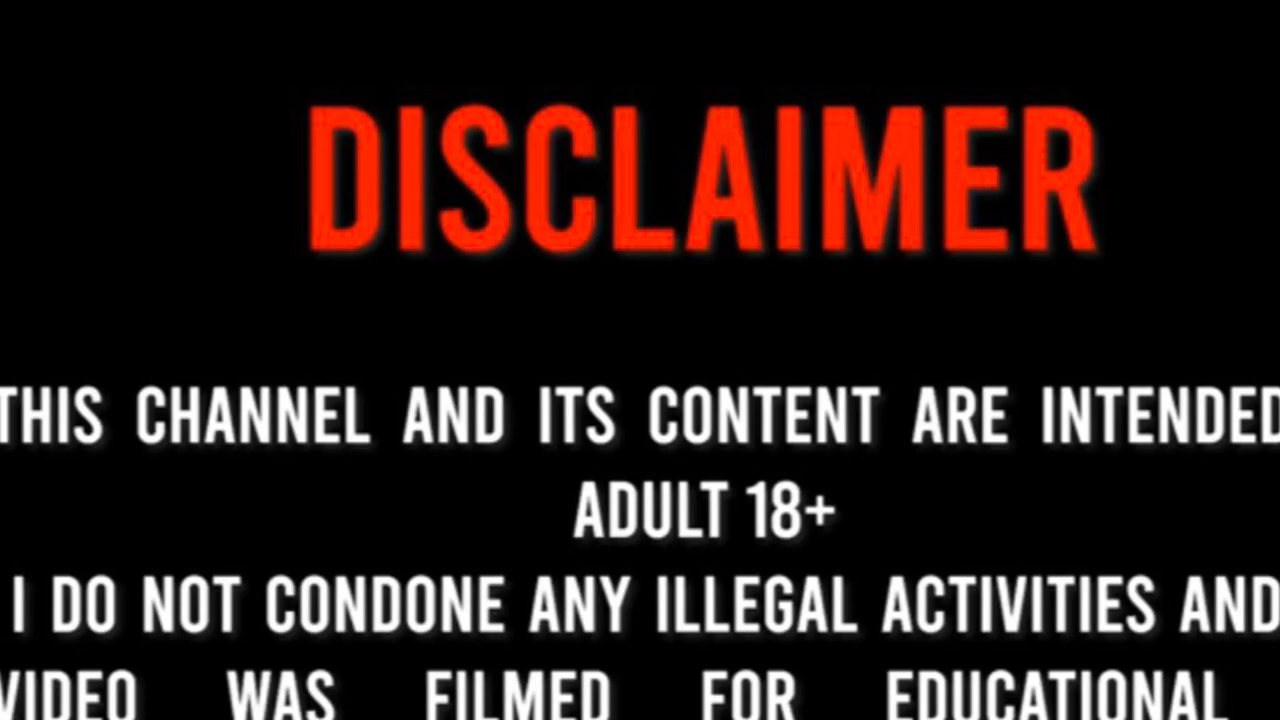 DISCLAIMER
THIS CHANNEL AND ITS CONTENT ARE INTENDED
ADULT 18+
I DO NOT CONDONE ANY ILLEGAL ACTIVITIES AND
VIDEO WAS FILMED FOR EDUCATIONAL